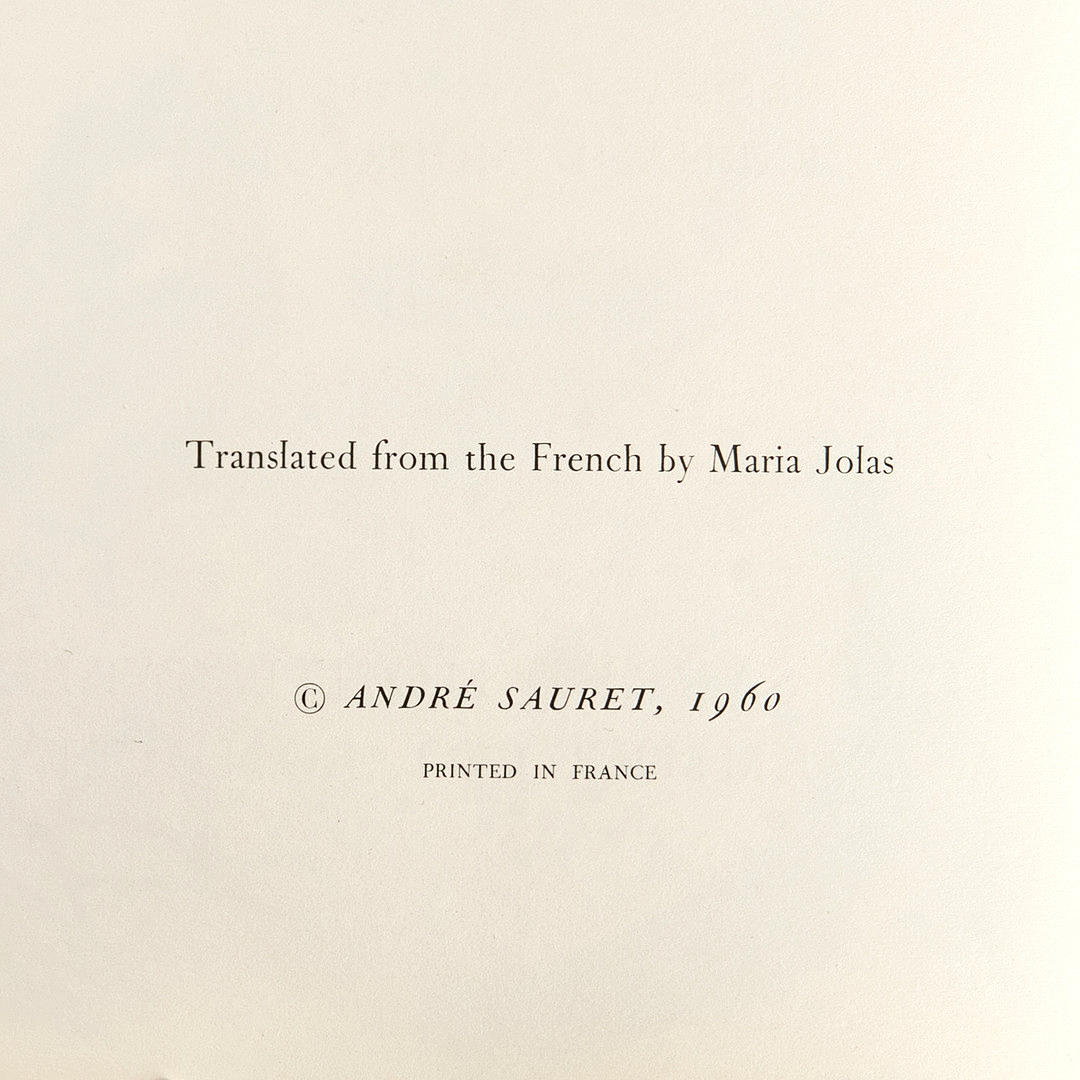 Translated from the French by Maria Jolas
© ANDRÉ SAURET, 1960
PRINTED IN FRANCE